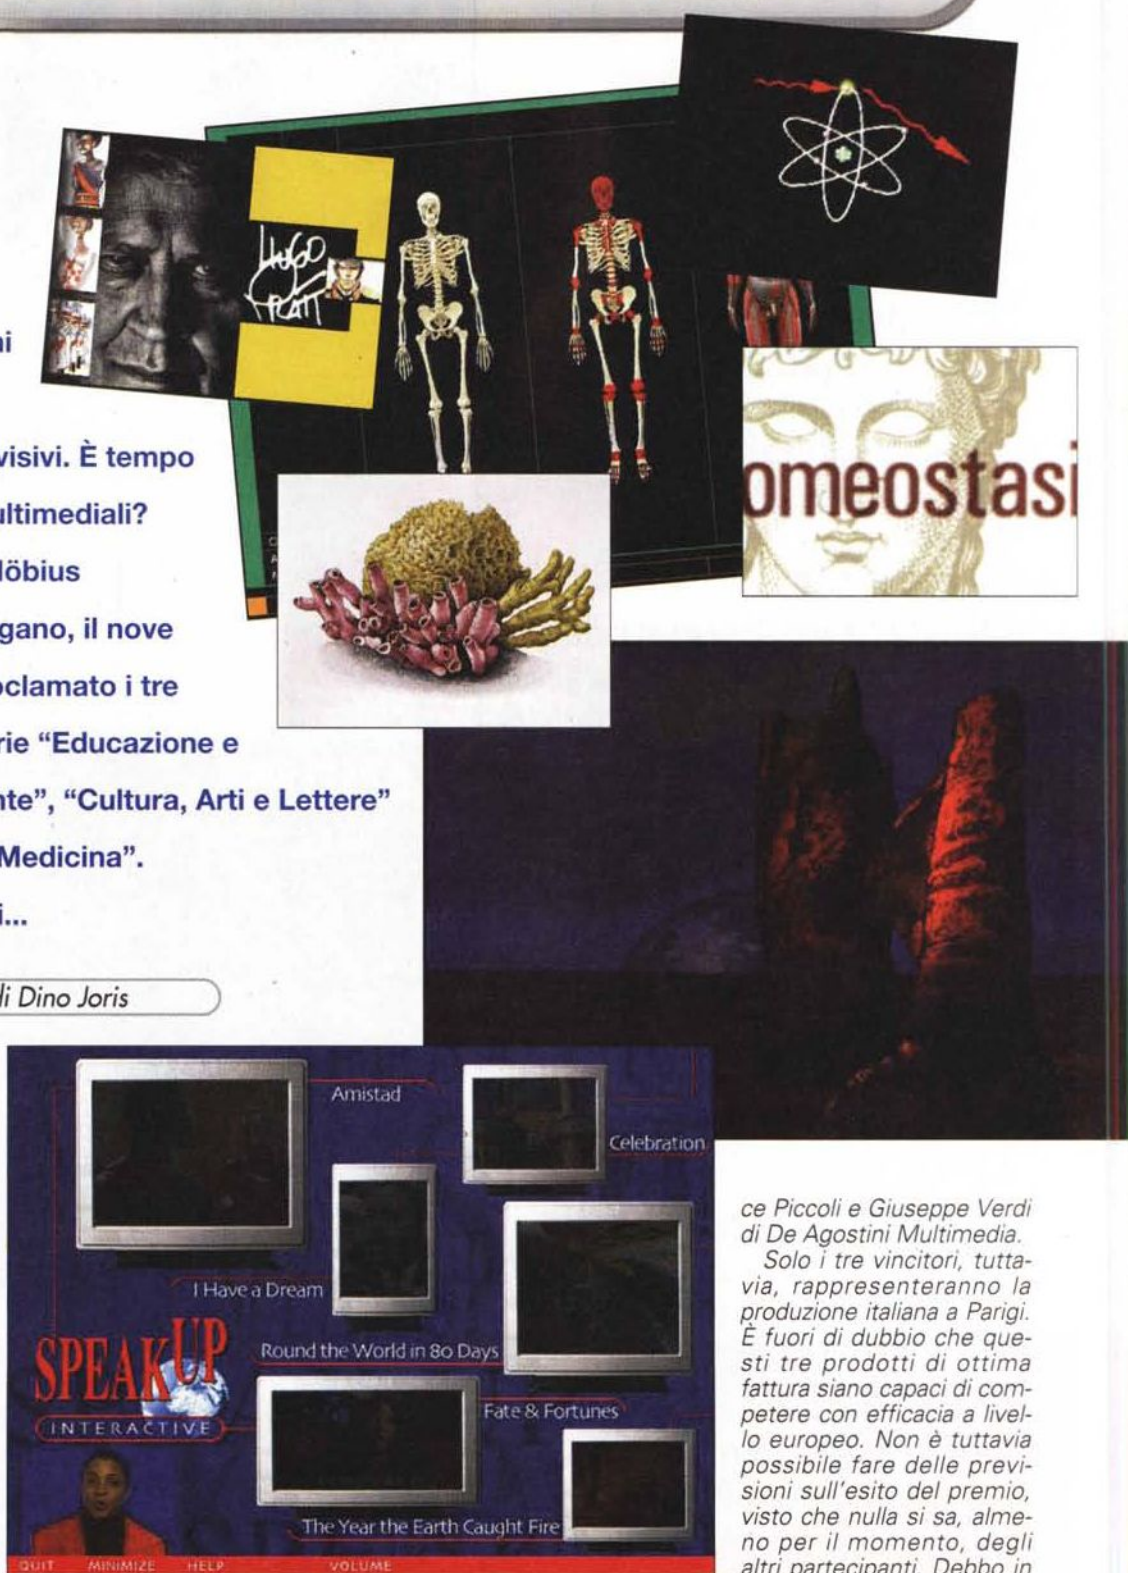 HUGO
PRATT
omeostasi
ni
visivi. È tempo
ultimediali?
löbius
gano, il nove
oclamato i tre
rie “Educazione e
nte”, “Cultura, Arti e Lettere”
Medicina”.
i...
di Dino Joris
Amistad
Celebration
I Have a Dream
Round the World in 80 Days
SPEAK UP
INTERACTIVE
Fate & Fortunes
The Year the Earth Caught Fire
QUIT MINIMIZE HELP VOLUME
ce Piccoli e Giuseppe Verdi
di De Agostini Multimedia.
Solo i tre vincitori, tutta-
via, rappresenteranno la
produzione italiana a Parigi.
È fuori di dubbio che que-
sti tre prodotti di ottima
fattura siano capaci di com-
petere con efficacia a livel-
lo europeo. Non è tuttavia
possibile fare delle previ-
sioni sull'esito del premio,
visto che nulla si sa, alme-
no per il momento, degli
altri partecipanti. Debbo in